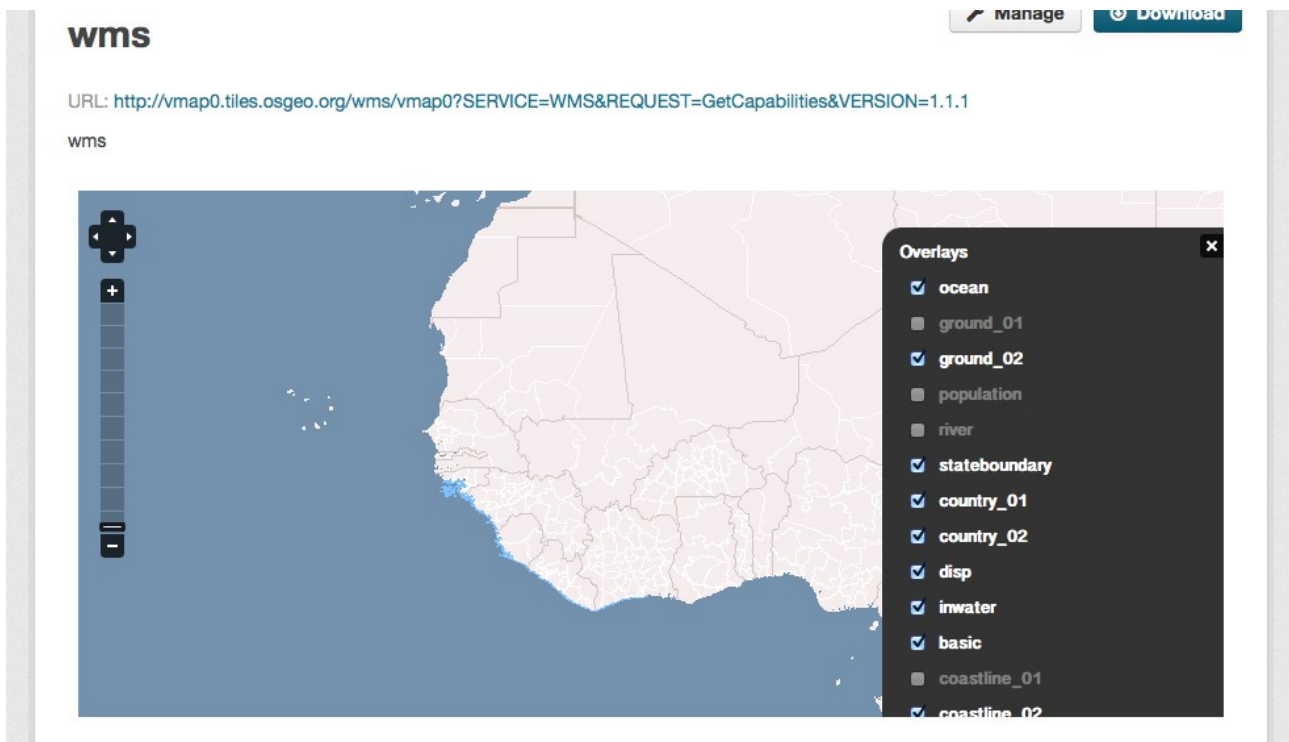 wms
Manage
Download
URL: http://vmap0.tiles.osgeo.org/wms/vmap0?SERVICE=WMS&REQUEST=GetCapabilities&VERSION=1.1.1
wms
Overlays
ocean
ground_01
ground_02
population
river
stateboundary
country_01
country_02
disp
inwater
basic
coastline_01
coastline_02